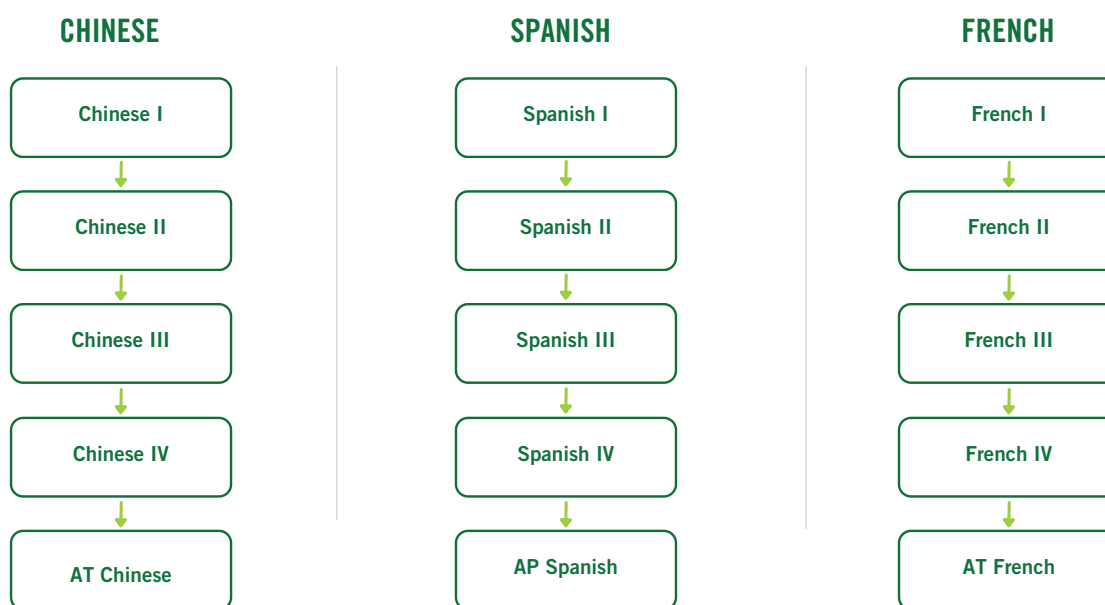 CHINESE
Chinese I
Chinese II
Chinese III
Chinese IV
AT Chinese
SPANISH
Spanish I
Spanish II
Spanish III
Spanish IV
AP Spanish
FRENCH
French I
French II
French III
French IV
AT French